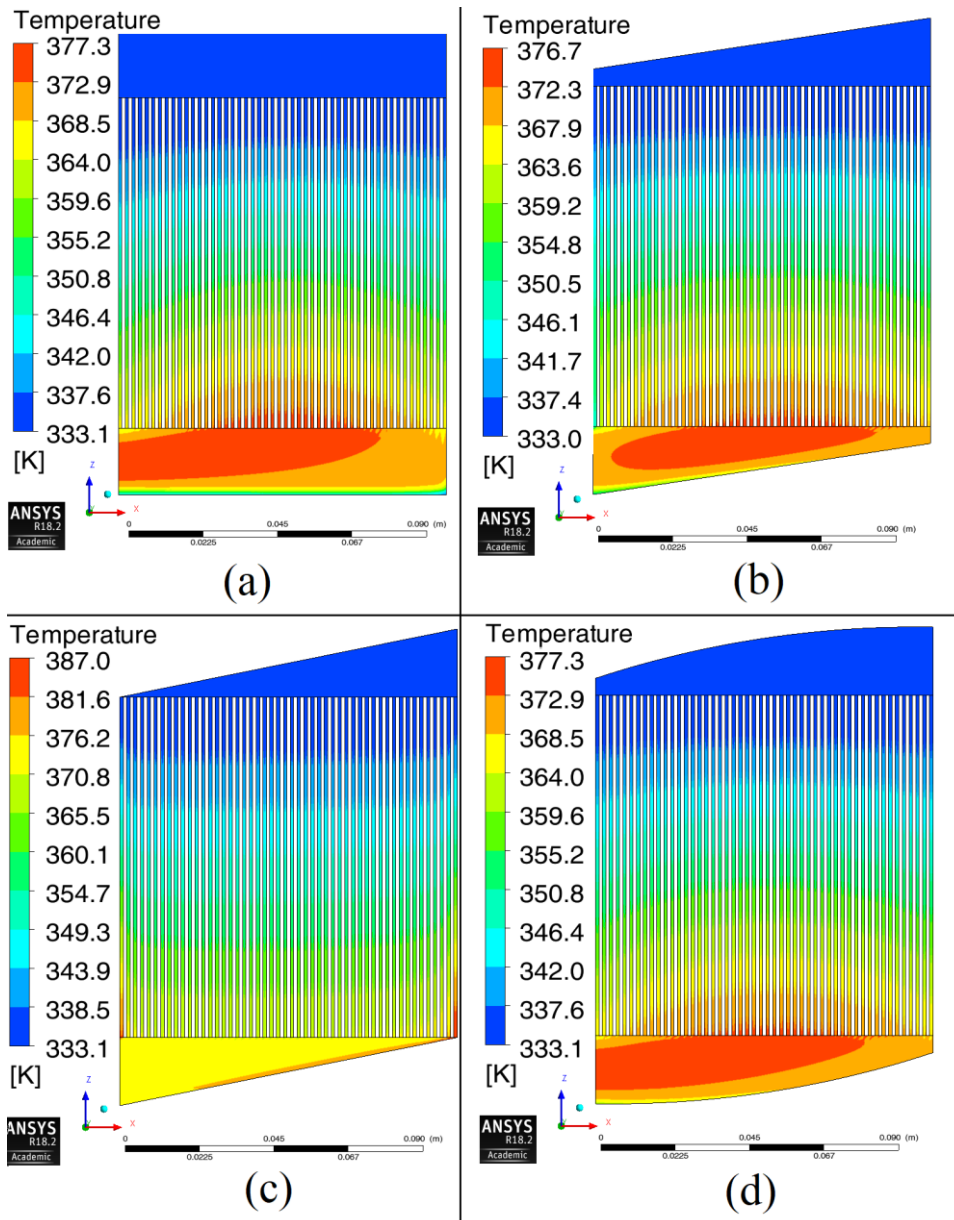 Temperature
377.3
372.9
368.5
364.0
359.6
355.2
350.8
346.4
342.0
337.6
333.1
[K]
z
Y
x
ANSYS
R18.2
Academic
0 0.045 0.090 (m)
0.0225 0.067
(a)
Temperature
376.7
372.3
367.9
363.6
359.2
354.8
350.5
346.1
341.7
337.4
333.0
[K]
z
Y
x
ANSYS
R18.2
Academic
0 0.045 0.090 (m)
0.0225 0.067
(b)
Temperature
387.0
381.6
376.2
370.8
365.5
360.1
354.7
349.3
343.9
338.5
333.1
[K]
z
Y
x
ANSYS
R18.2
Academic
0 0.045 0.090 (m)
0.0225 0.067
(c)
Temperature
377.3
372.9
368.5
364.0
359.6
355.2
350.8
346.4
342.0
337.6
333.1
[K]
z
Y
x
ANSYS
R18.2
Academic
0 0.045 0.090 (m)
0.0225 0.067
(d)